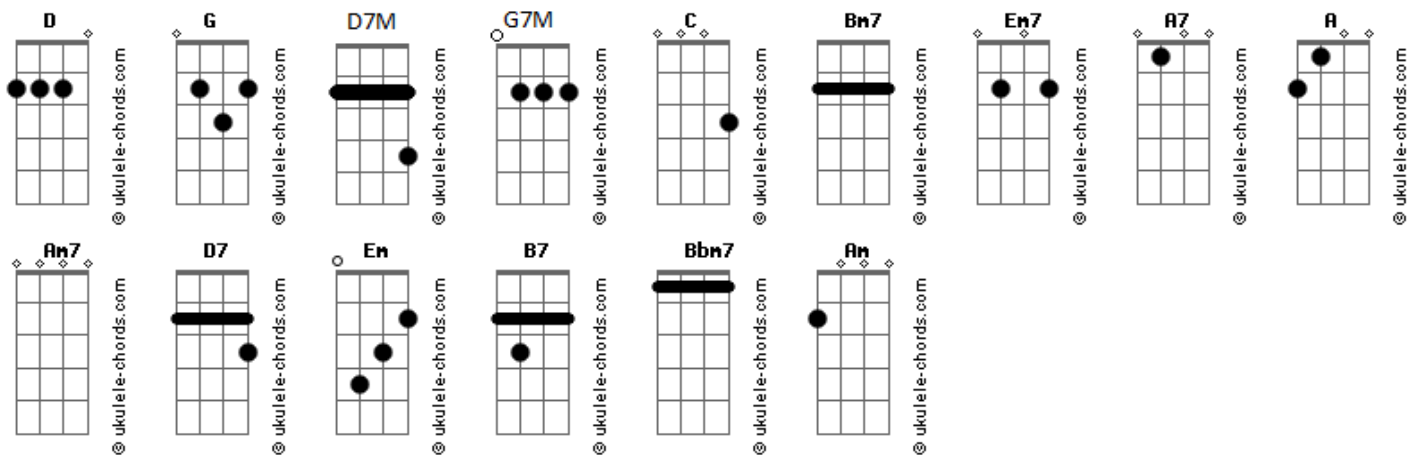 D G D7M G7M C Bm7 Em7 A7 A
© ukulele-chords.com © ukulele-chords.com © ukulele-chords.com © ukulele-chords.com © ukulele-chords.com © ukulele-chords.com © ukulele-chords.com © ukulele-chords.com © ukulele-chords.com
Am7 D7 Em B7 Bbm7 Am
© ukulele-chords.com © ukulele-chords.com © ukulele-chords.com © ukulele-chords.com © ukulele-chords.com © ukulele-chords.com